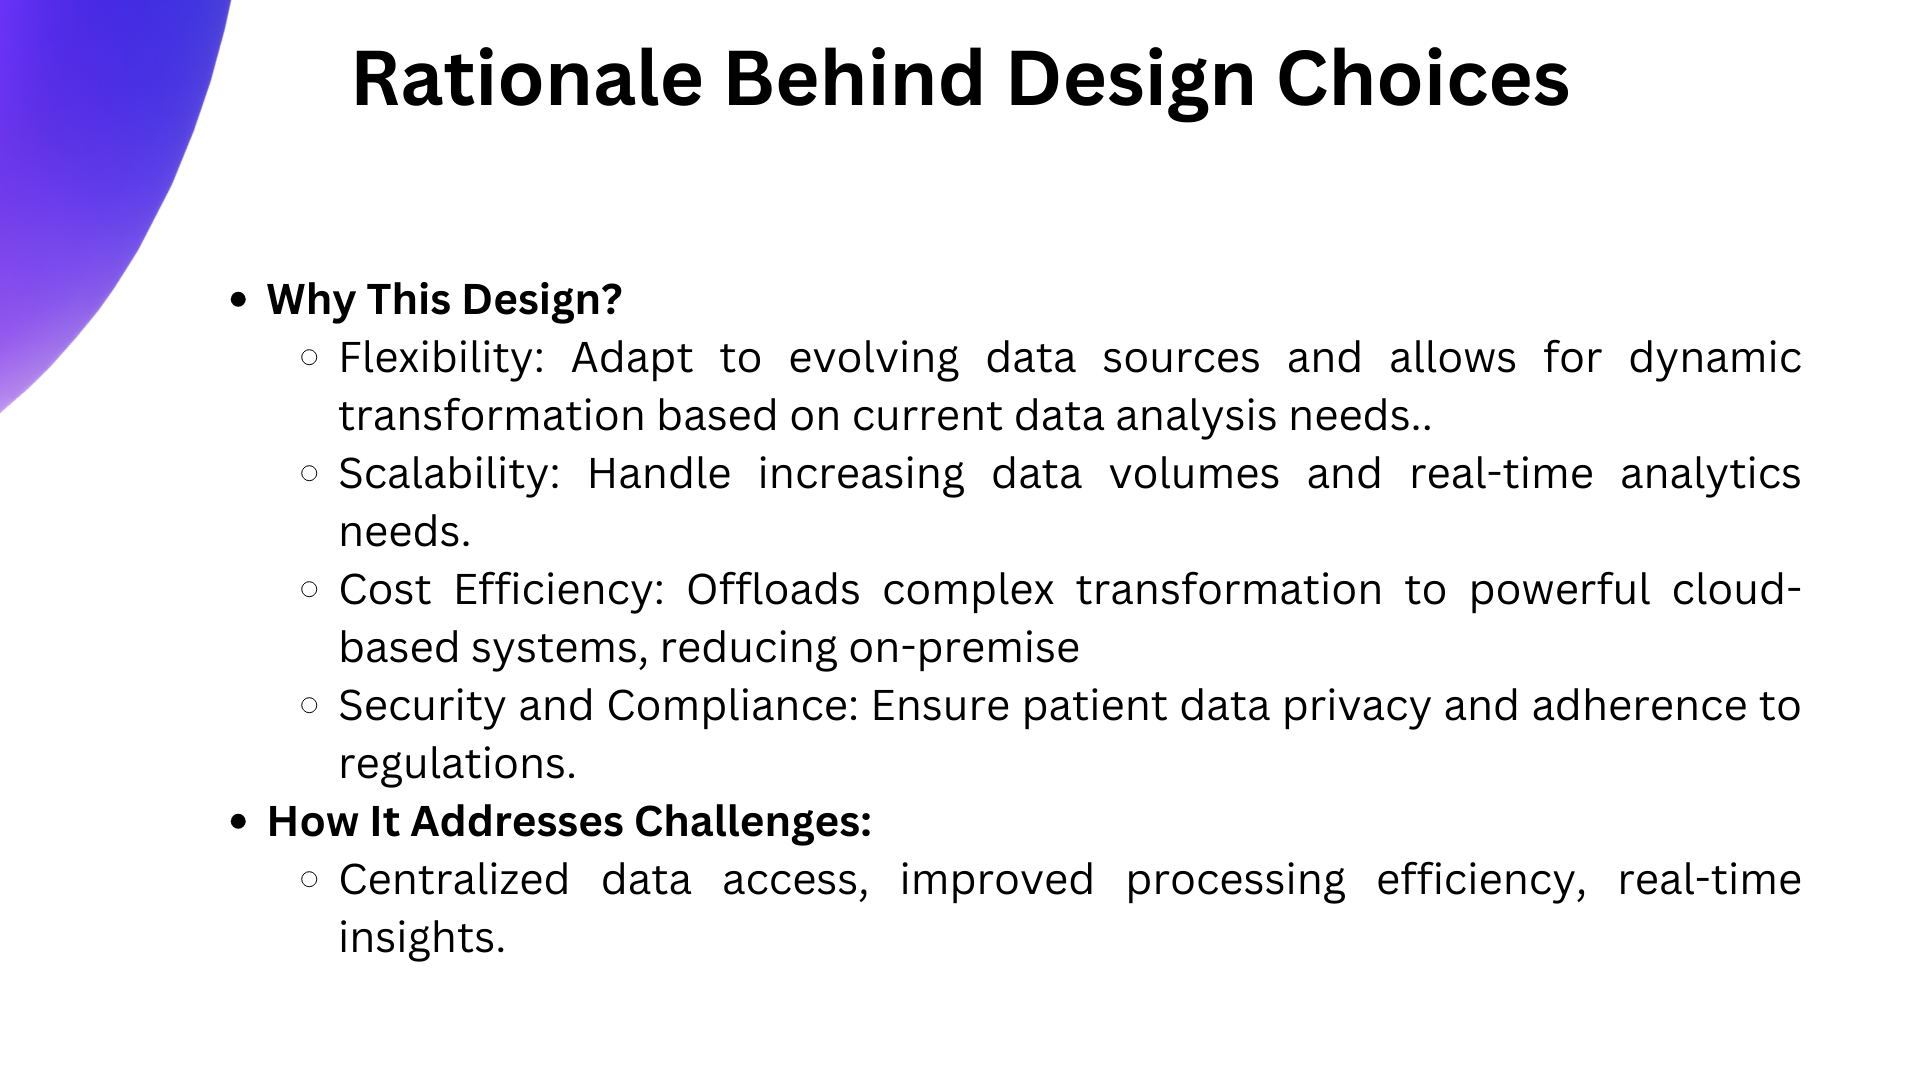 Rationale Behind Design Choices
• Why This Design?
○ Flexibility: Adapt to evolving data sources and allows for dynamic
transformation based on current data analysis needs..
○ Scalability: Handle increasing data volumes and real-time analytics
needs.
○ Cost Efficiency: Offloads complex transformation to powerful cloud-
based systems, reducing on-premise
○ Security and Compliance: Ensure patient data privacy and adherence to
regulations.
• How It Addresses Challenges:
○ Centralized data access, improved processing efficiency, real-time
insights.